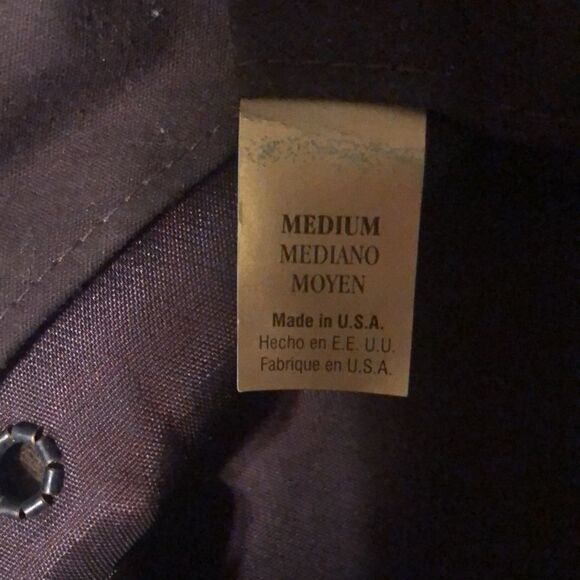 MEDIUM
MEDIANO
MOYEN
Made in U.S.A.
Hecho en E.E. U.U.
Fabrique en U.S.A.